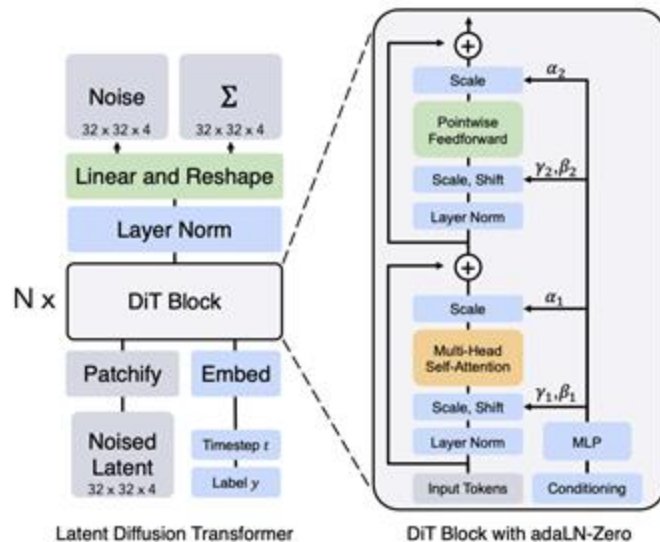 Noise
32 x 32 x 4
Σ
32 x 32 x 4
Linear and Reshape
Layer Norm
N x
DiT Block
Patchify
Embed
Noised
Latent
32 x 32 x 4
Timestep t
Label y
Latent Diffusion Transformer
+
Scale
α₂
Pointwise
Feedforward
Scale, Shift
γ₂,β₂
Layer Norm
+
Scale
α₁
Multi-Head
Self-Attention
Scale, Shift
γ₁,β₁
Layer Norm
MLP
Input Tokens
Conditioning
DiT Block with adaLN-Zero